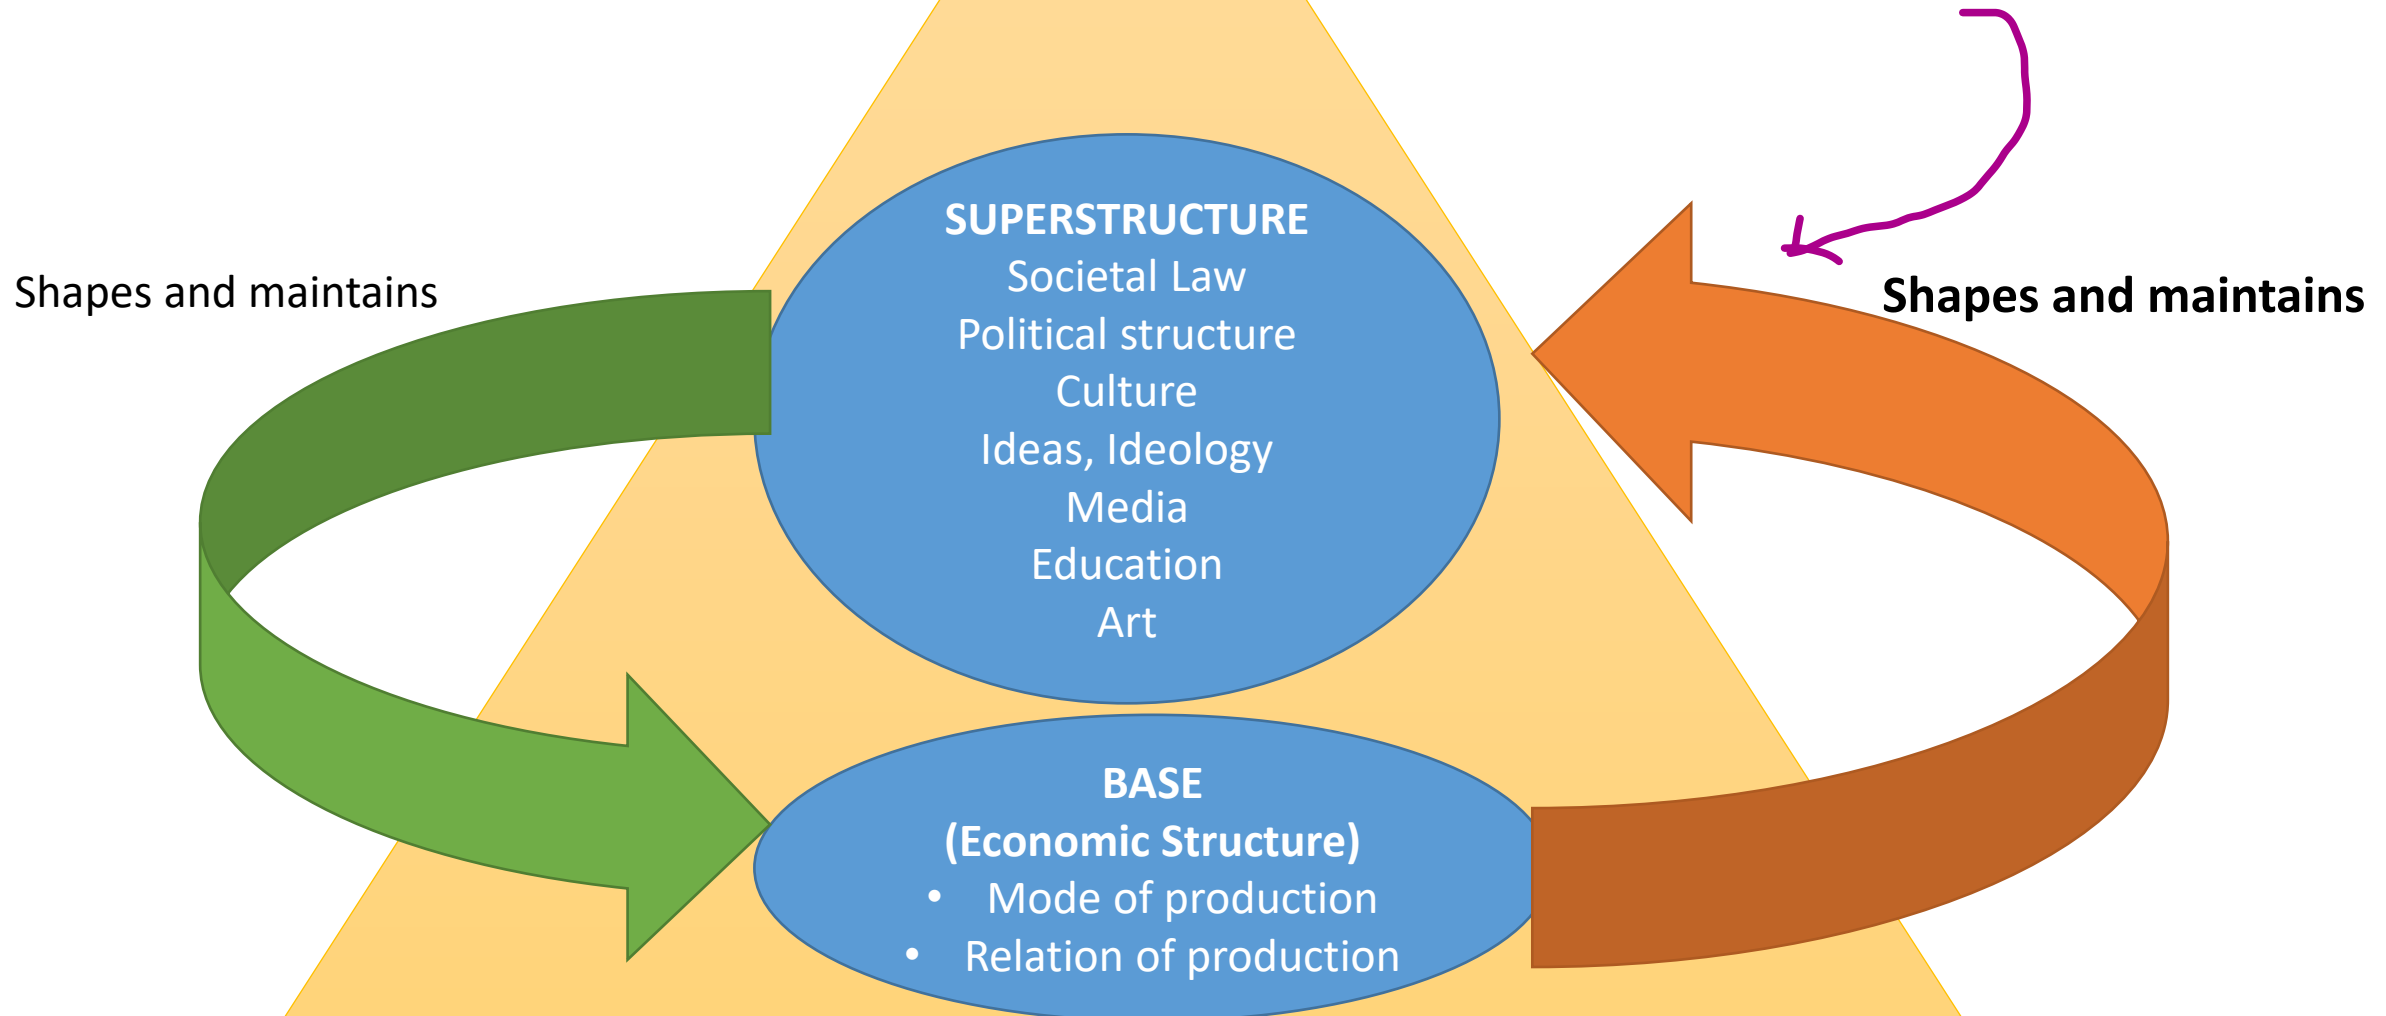 SUPERSTRUCTURE
Societal Law
Political structure
Culture
Ideas, Ideology
Media
Education
Art
Shapes and maintains
Shapes and maintains
BASE
(Economic Structure)
• Mode of production
• Relation of production